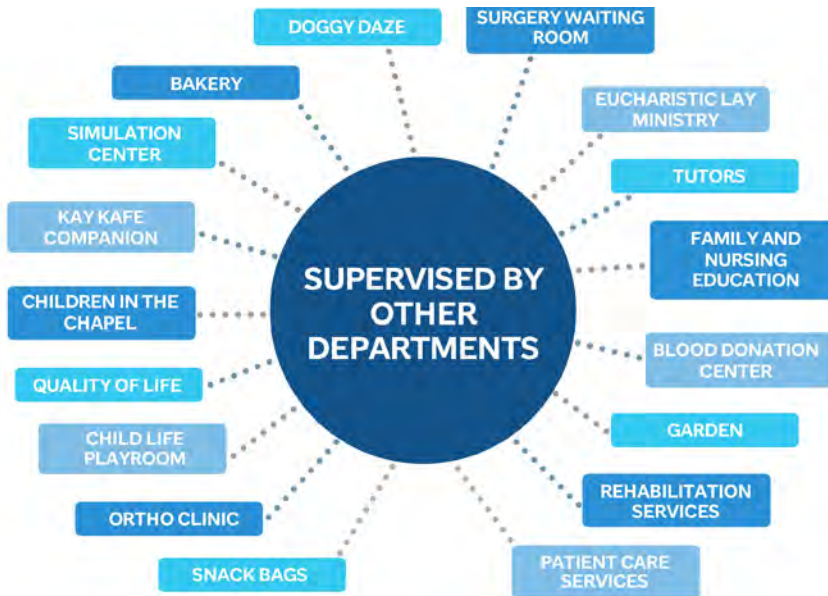 DOGGY DAZE
SURGERY WAITING
ROOM
BAKERY
EUCHARISTIC LAY
MINISTRY
SIMULATION
CENTER
TUTORS
KAY KAFE
COMPANION
FAMILY AND
NURSING
EDUCATION
SUPERVISED BY
OTHER
DEPARTMENTS
CHILDREN IN THE
CHAPEL
BLOOD DONATION
CENTER
QUALITY OF LIFE
GARDEN
CHILD LIFE
PLAYROOM
REHABILITATION
SERVICES
ORTHO CLINIC
PATIENT CARE
SERVICES
SNACK BAGS